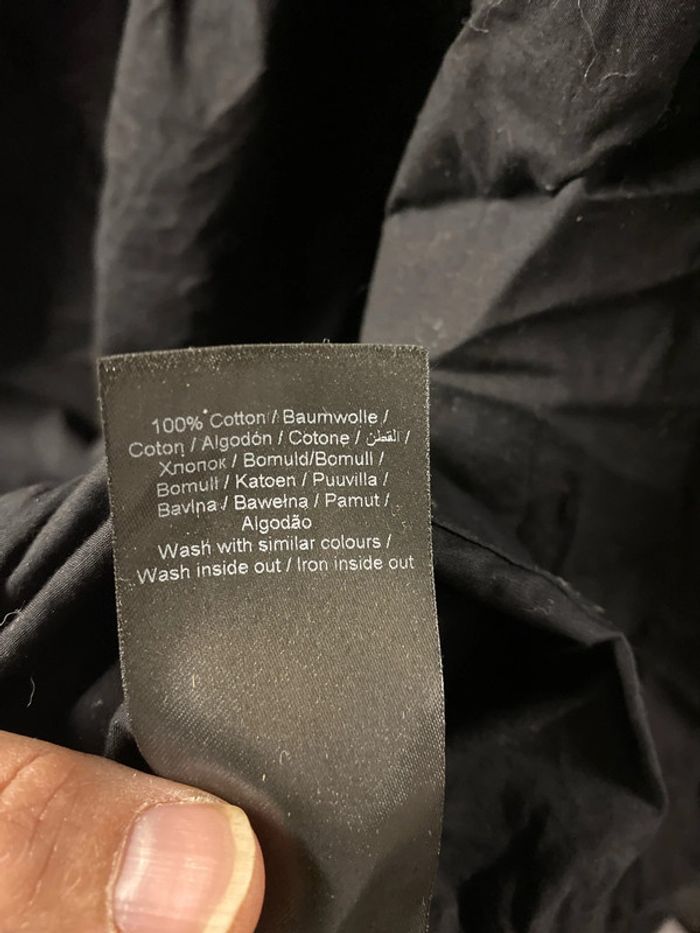 100% Cotton / Baumwolle /
Coton / Algodón / Cotone / القطن /
Хлопок / Bomuld/Bomull /
Bomull / Katoen / Puuvilla /
Bavlna / Bawełna / Pamut /
Algodão
Wash with similar colours /
Wash inside out / Iron inside out